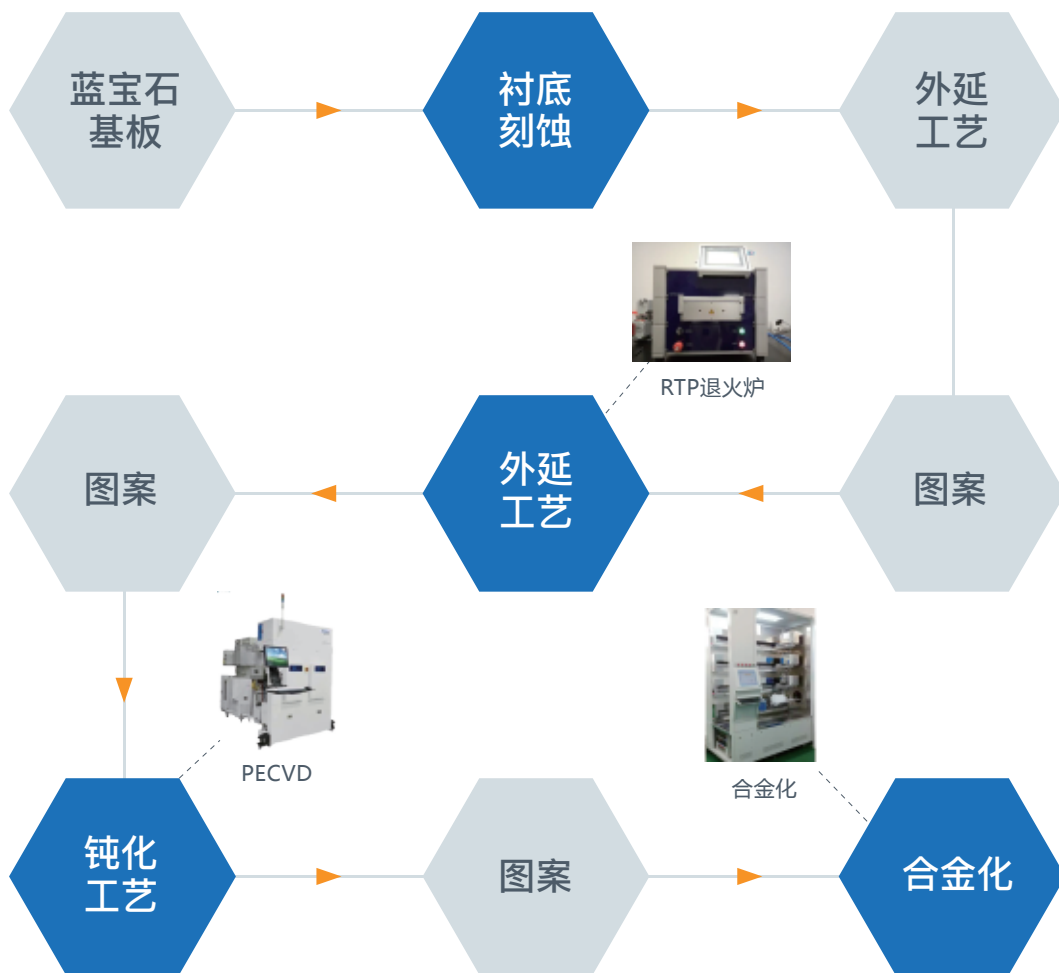 蓝宝石
基板
衬底
刻蚀
外延
工艺
RTP退火炉
图案
外延
工艺
图案
PECVD
合金化
钝化
工艺
图案
合金化